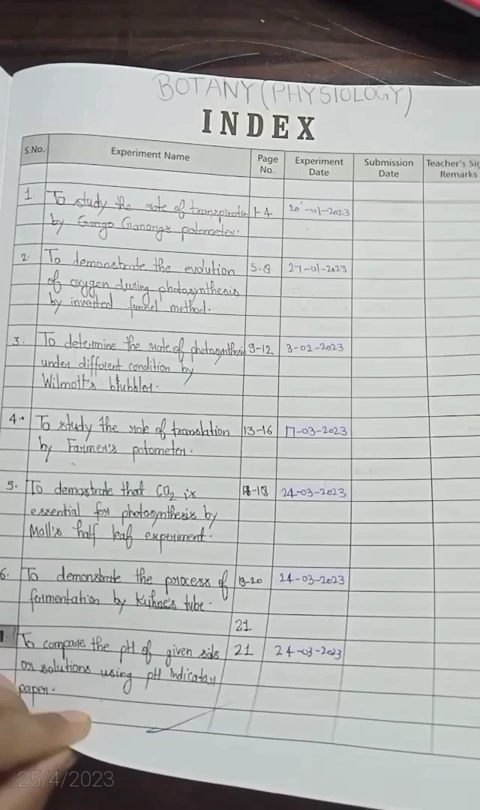 BOTANY (PHYSIOLOGY)
INDEX
S.No. Experiment Name Page No. Experiment Date Submission Date Teacher's Sig Remarks
1 To study the rate of transpiration 1-4 20-01-2023
by Ganong's potometer.
2. To demonstrate the evolution 5-8 27-01-2023
of oxygen during photosynthesis
by inverted funnel method.
3. To determine the rate of photosynthesis 9-12 3-02-2023
under different condition by
Wilmott's bubbler.
4. To study the rate of translation 13-16 17-03-2023
by Farmer's potometer.
5. To demostrate that CO2 is -18 24-03-2023
essential for photosynthesis by
Moll's half leaf experiment.
6. To demonstrate the process of 19-20 24-03-2023
fermentation by Kuhne's tube.
21
To compare the pH of given soils 21 24-03-2023
or solutions using pH indicatory
paper.
25/4/2023